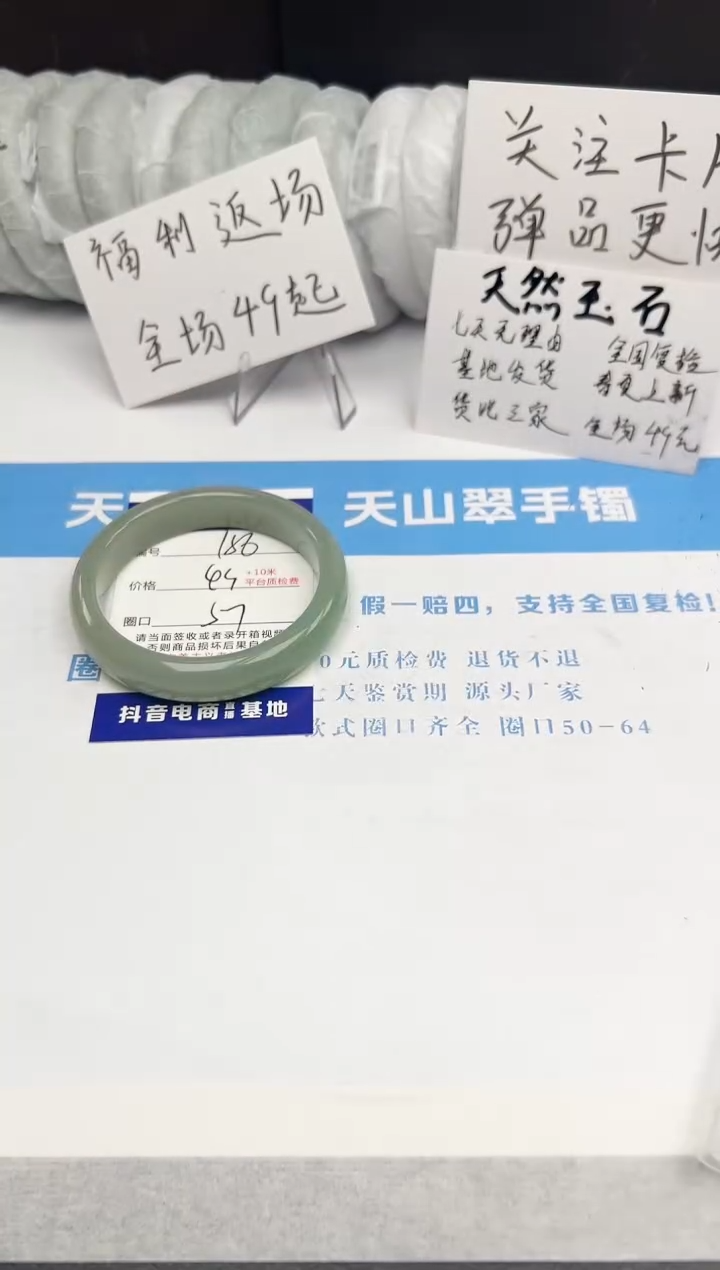 福利返场
全场49起
关注卡
弹品更快
天然玉石
七天无理由
基地发货
货比三家
全国复检
全场49元
天
天山翠手镯
186
价格 49 +10米
平台质检费
圈口 57
请当面签收或者录开箱视频
否则商品损坏后果自
假一赔四，支持全国复检!
圈
0元质检费 退货不退
七天鉴赏期 源头厂家
款式圈口齐全 圈口50-64
抖音电商直播基地